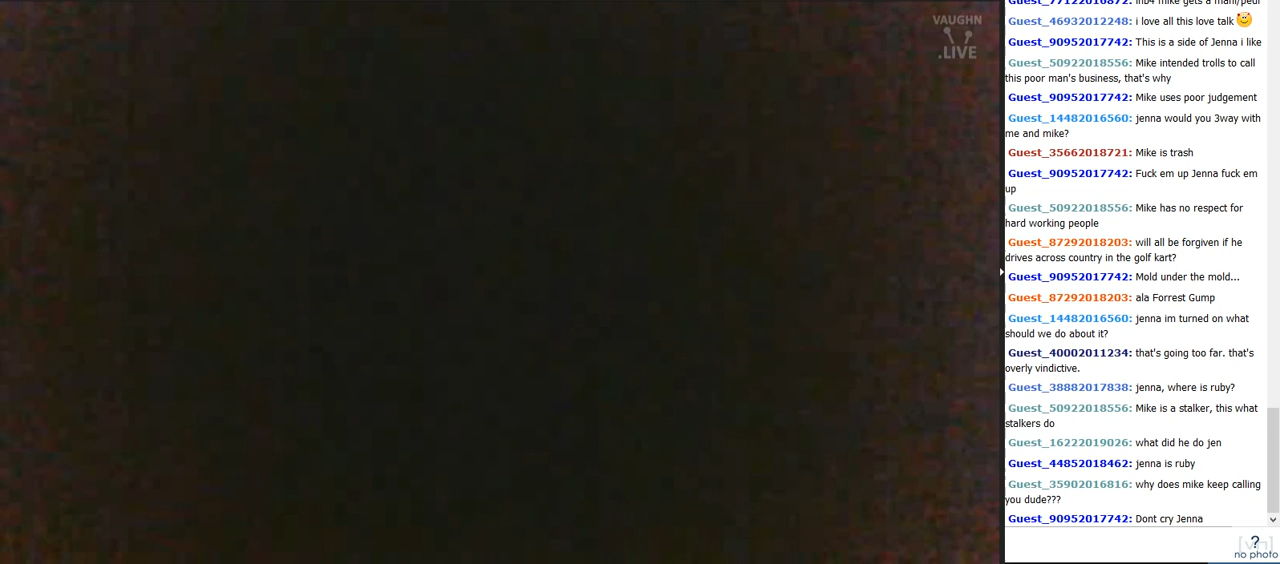 VAUGHN
.LIVE
Guest_77122018872: inb4 mike gets a mani/pedi
Guest_46932012248: i love all this love talk
Guest_90952017742: This is a side of Jenna i like
Guest_50922018556: Mike intended trolls to call
this poor man's business, that's why
Guest_90952017742: Mike uses poor judgement
Guest_14482016560: jenna would you 3way with
me and mike?
Guest_35662018721: Mike is trash
Guest_90952017742: Fuck em up Jenna fuck em
up
Guest_50922018556: Mike has no respect for
hard working people
Guest_87292018203: will all be forgiven if he
drives across country in the golf kart?
Guest_90952017742: Mold under the mold...
Guest_87292018203: ala Forrest Gump
Guest_14482016560: jenna im turned on what
should we do about it?
Guest_40002011234: that's going too far. that's
overly vindictive.
Guest_38882017838: jenna, where is ruby?
Guest_50922018556: Mike is a stalker, this what
stalkers do
Guest_16222019026: what did he do jen
Guest_44852018462: jenna is ruby
Guest_35902016816: why does mike keep calling
you dude???
Guest_90952017742: Dont cry Jenna
?
no photo